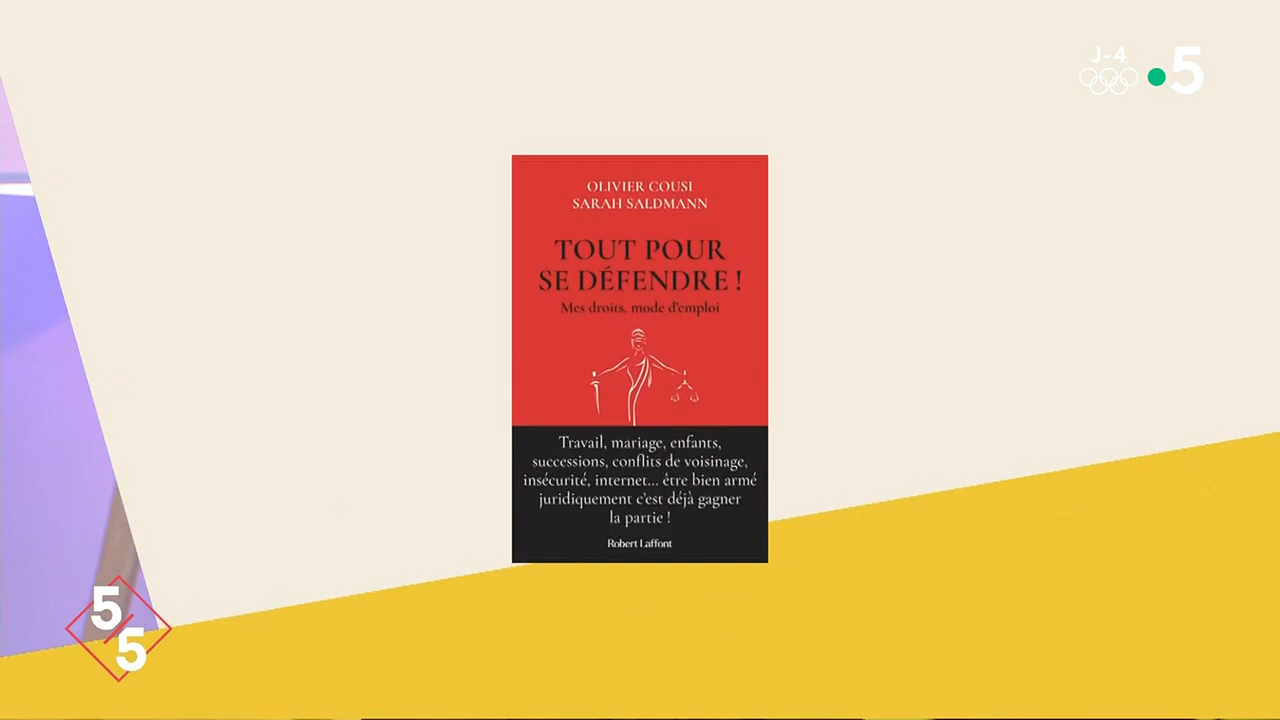 J-4
5
OLIVIER COUSI
SARAH SALDMANN
TOUT POUR
SE DÉFENDRE !
Mes droits, mode d'emploi
Travail, mariage, enfants,
successions, conflits de voisinage,
insécurité, internet... être bien armé
juridiquement c'est déjà gagner
la partie !
Robert Laffont
5/5